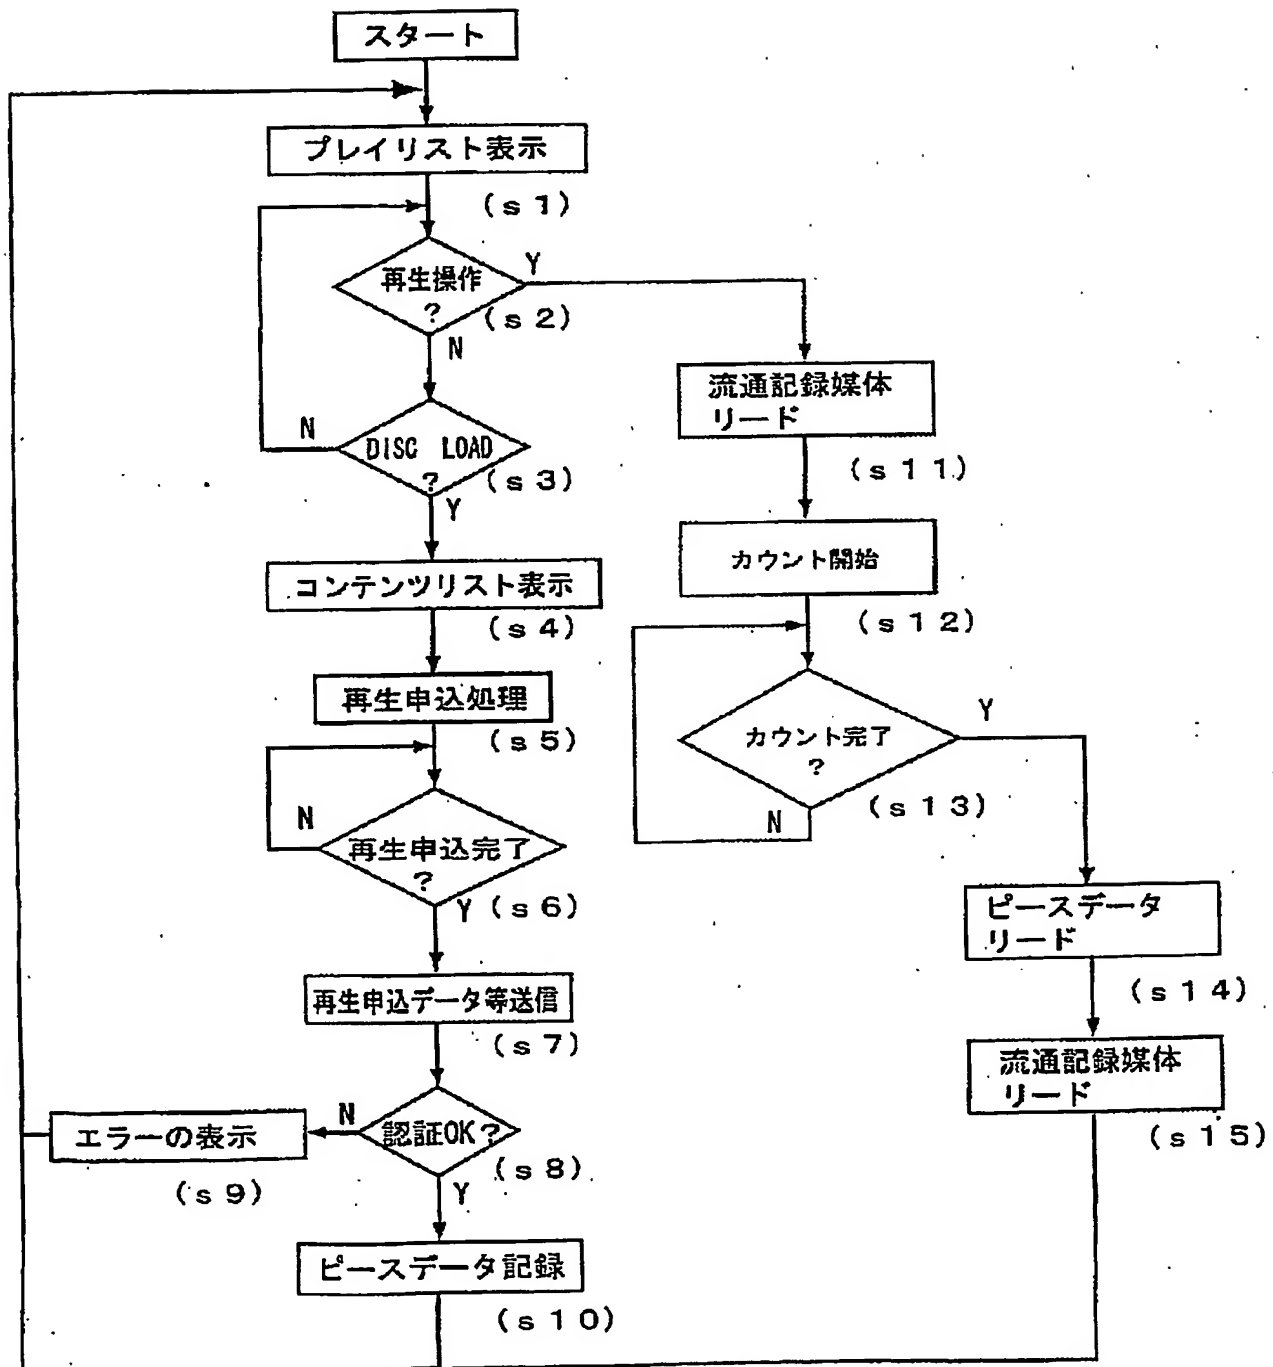 スタート
プレイリスト表示
(s1)
再生操作
?
(s2)
Y
N
DISC LOAD
?
(s3)
N
Y
コンテンツリスト表示
(s4)
再生申込処理
(s5)
再生申込完了
?
(s6)
N
Y
再生申込データ等送信
(s7)
認証OK?
(s8)
N
エラーの表示
(s9)
Y
ピースデータ記録
(s10)
流通記録媒体
リード
(s11)
カウント開始
(s12)
カウント完了
?
(s13)
Y
N
ピースデータ
リード
(s14)
流通記録媒体
リード
(s15)